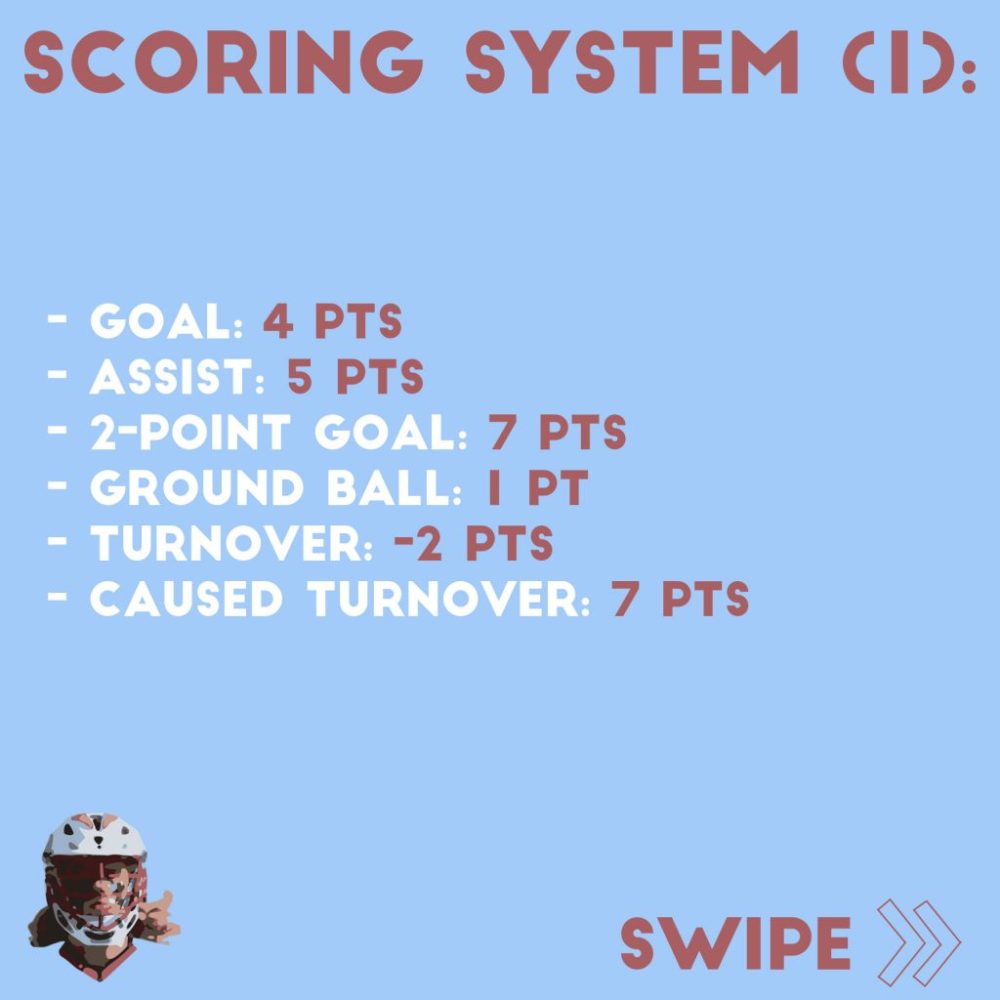 SCORING SYSTEM (1):
- GOAL: 4 PTS
- ASSIST: 5 PTS
- 2-POINT GOAL: 7 PTS
- GROUND BALL: 1 PT
- TURNOVER: -2 PTS
- CAUSED TURNOVER: 7 PTS
SWIPE